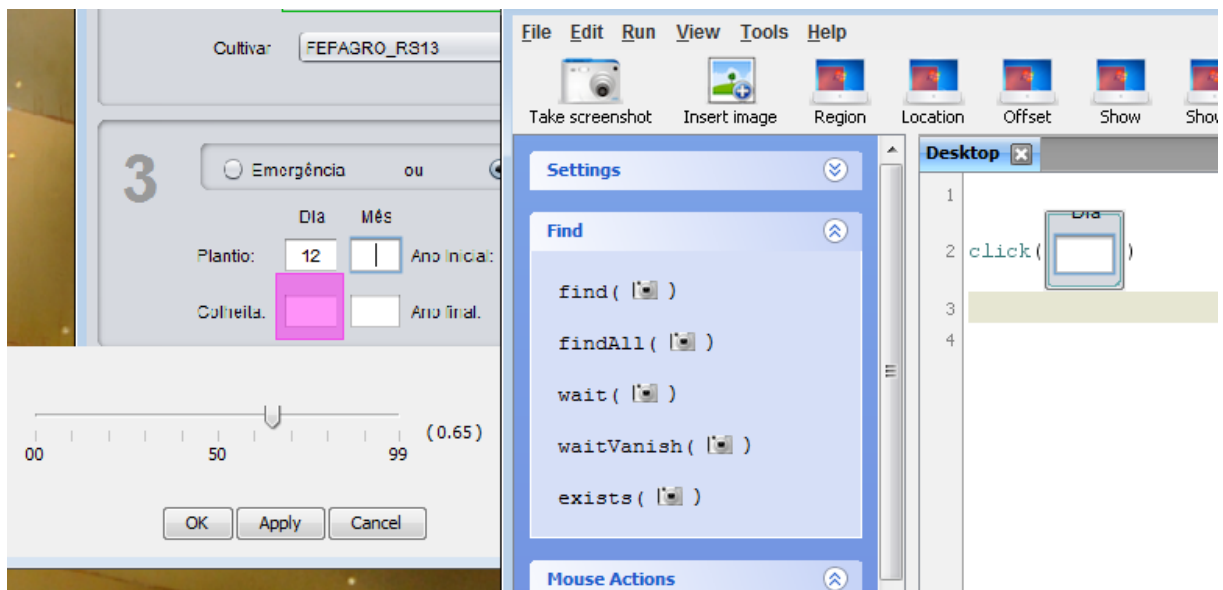 Cultivar FEPAGRO_RS13
3
Emergência ou
Dia Mês
Plantio: 12 Ano Inicial:
Colheita: Ano final:
(0.65)
00 50 99
OK Apply Cancel
File Edit Run View Tools Help
Take screenshot Insert image Region Location Offset Show Show
Settings
Find
find( )
findAll( )
wait( )
waitVanish( )
exists( )
Mouse Actions
Desktop
1
Dia
2 click( )
3
4